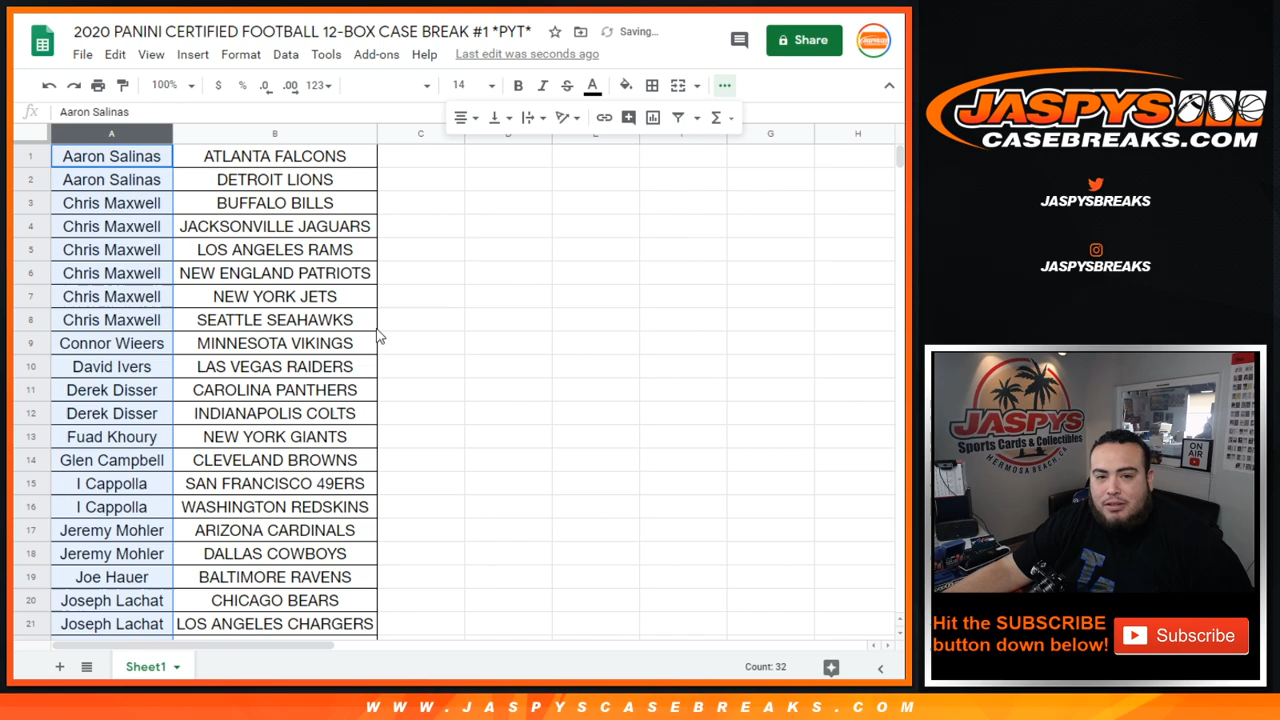 2020 PANINI CERTIFIED FOOTBALL 12-BOX CASE BREAK #1 *PYT*
Saving…
File Edit View Insert Format Data Tools Add-ons Help Last edit was seconds ago
Share
100% $ % .0 .00 123 14 B I S A
fx Aaron Salinas
A B C G H
1 Aaron Salinas ATLANTA FALCONS
2 Aaron Salinas DETROIT LIONS
3 Chris Maxwell BUFFALO BILLS
4 Chris Maxwell JACKSONVILLE JAGUARS
5 Chris Maxwell LOS ANGELES RAMS
6 Chris Maxwell NEW ENGLAND PATRIOTS
7 Chris Maxwell NEW YORK JETS
8 Chris Maxwell SEATTLE SEAHAWKS
9 Connor Wieers MINNESOTA VIKINGS
10 David Ivers LAS VEGAS RAIDERS
11 Derek Disser CAROLINA PANTHERS
12 Derek Disser INDIANAPOLIS COLTS
13 Fuad Khoury NEW YORK GIANTS
14 Glen Campbell CLEVELAND BROWNS
15 I Cappolla SAN FRANCISCO 49ERS
16 I Cappolla WASHINGTON REDSKINS
17 Jeremy Mohler ARIZONA CARDINALS
18 Jeremy Mohler DALLAS COWBOYS
19 Joe Hauer BALTIMORE RAVENS
20 Joseph Lachat CHICAGO BEARS
21 Joseph Lachat LOS ANGELES CHARGERS
Sheet1
Count: 32
JASPYS
CASEBREAKS.COM
JASPYSBREAKS
JASPYSBREAKS
JASPYS
Sports Cards & Collectibles
HERMOSA BEACH, CA
ON
AIR
Hit the SUBSCRIBE
button down below!
Subscribe
WWW.JASPYSCASEBREAKS.COM